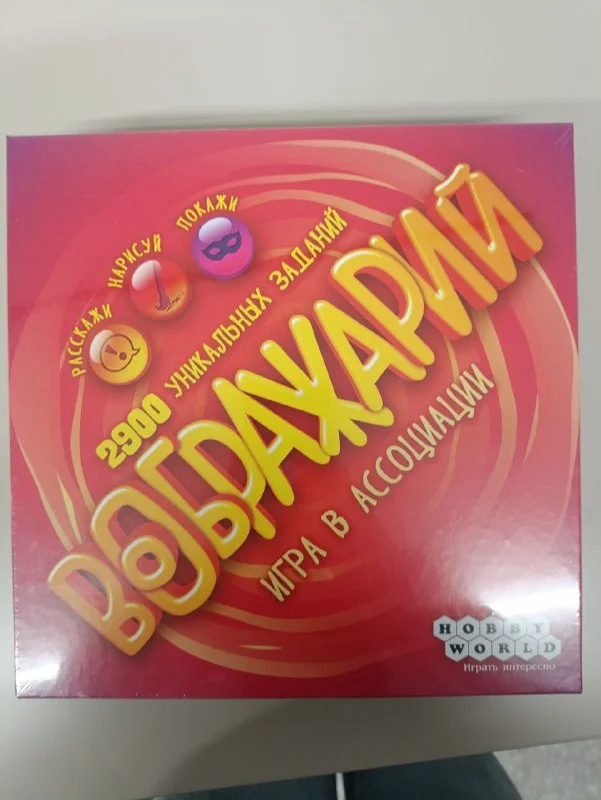 РАССКАЖИ
НАРИСУЙ
ПОКАЖИ
2900 УНИКАЛЬНЫХ ЗАДАНИЙ
ВООБРАЖАРИЙ
ИГРА В АССОЦИАЦИИ
HOBBY
WORLD
Играть интересно